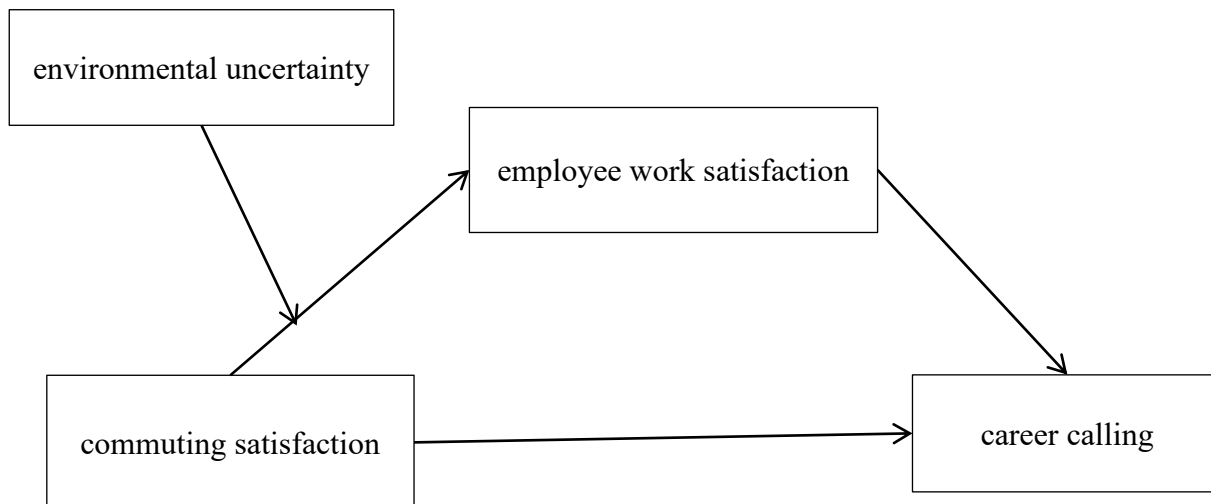 environmental uncertainty
employee work satisfaction
commuting satisfaction
career calling